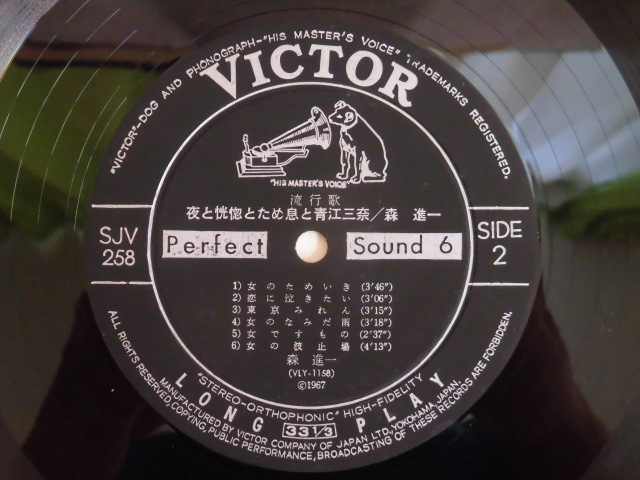 "VICTOR"-DOG AND PHONOGRAPH-"HIS MASTER'S VOICE" TRADEMARKS REGISTERED.
VICTOR
"HIS MASTER'S VOICE"
流行歌
夜と恍惚とため息と青江三奈/森 進一
SJV
258
Perfect Sound 6
SIDE
2
1) 女のためいき (3'46")
2) 恋に泣きたい (3'06")
3) 東京みれん (3'15")
4) 女のなみだ雨 (3'18")
5) 女ですもの (2'37")
6) 女の波止場 (4'13")
森 進一
(VLY-1158)
©1967
"STEREO-ORTHOPHONIC" HIGH-FIDELITY
LONG 33 1/3 PLAY
ALL RIGHTS RESERVED, COPYING, PUBLIC PERFORMANCE, BROADCASTING OF THESE RECORDS ARE FORBIDDEN.
MANUFACTURED BY VICTOR COMPANY OF JAPAN LTD., YOKOHAMA, JAPAN.